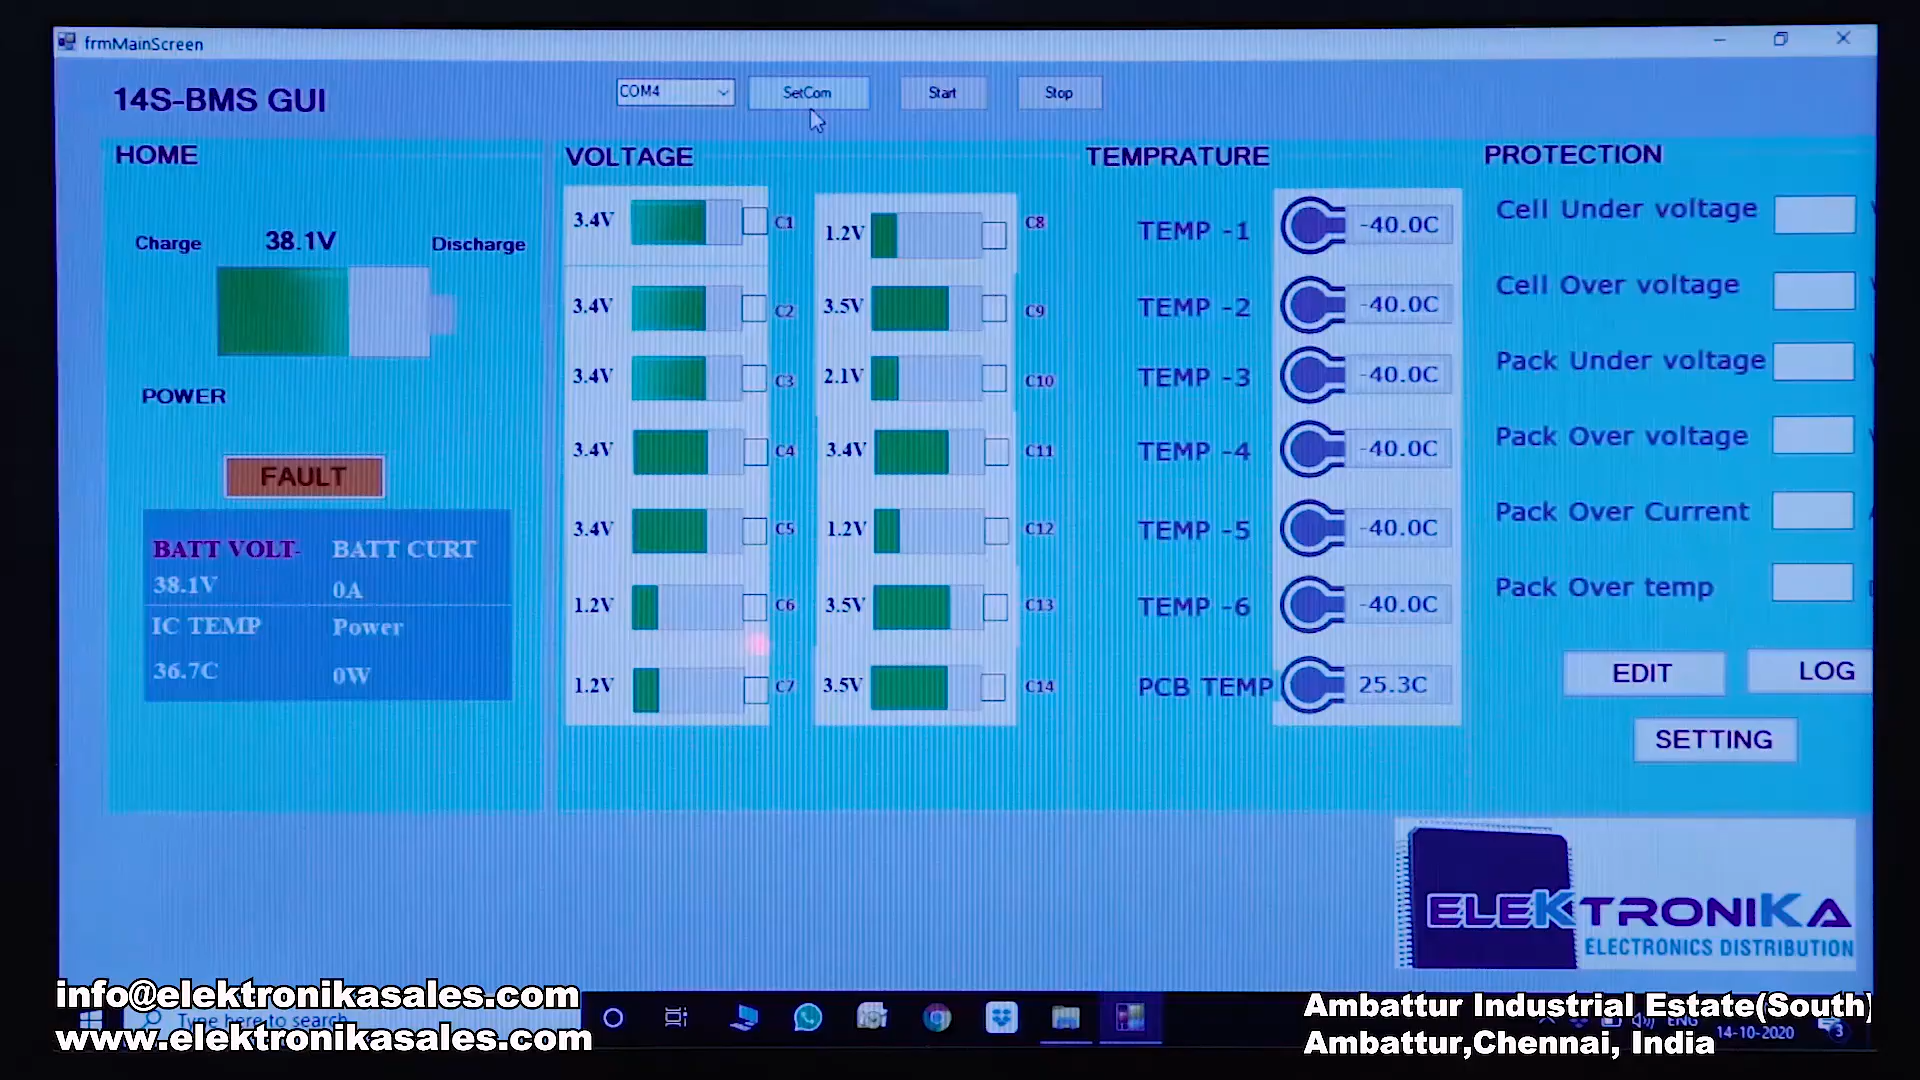 frmMainScreen
14S-BMS GUI
COM4
SetCom
Start
Stop
HOME
Charge
38.1V
Discharge
POWER
FAULT
BATT VOLT-
BATT CURT
38.1V
0A
IC TEMP
Power
36.7C
0W
VOLTAGE
3.4V
C1
3.4V
C2
3.4V
C3
3.4V
C4
3.4V
C5
1.2V
C6
1.2V
C7
1.2V
C8
3.5V
C9
2.1V
C10
3.4V
C11
1.2V
C12
3.5V
C13
3.5V
C14
TEMPRATURE
TEMP -1
-40.0C
TEMP -2
-40.0C
TEMP -3
-40.0C
TEMP -4
-40.0C
TEMP -5
-40.0C
TEMP -6
-40.0C
PCB TEMP
25.3C
PROTECTION
Cell Under voltage
Cell Over voltage
Pack Under voltage
Pack Over voltage
Pack Over Current
Pack Over temp
EDIT
LOG
SETTING
ELEKTRONIKA
ELECTRONICS DISTRIBUTION
info@elektronikasales.com
Type here to search
www.elektronikasales.com
Ambattur Industrial Estate(South)
ENG
14-10-2020
3
Ambattur,Chennai, India